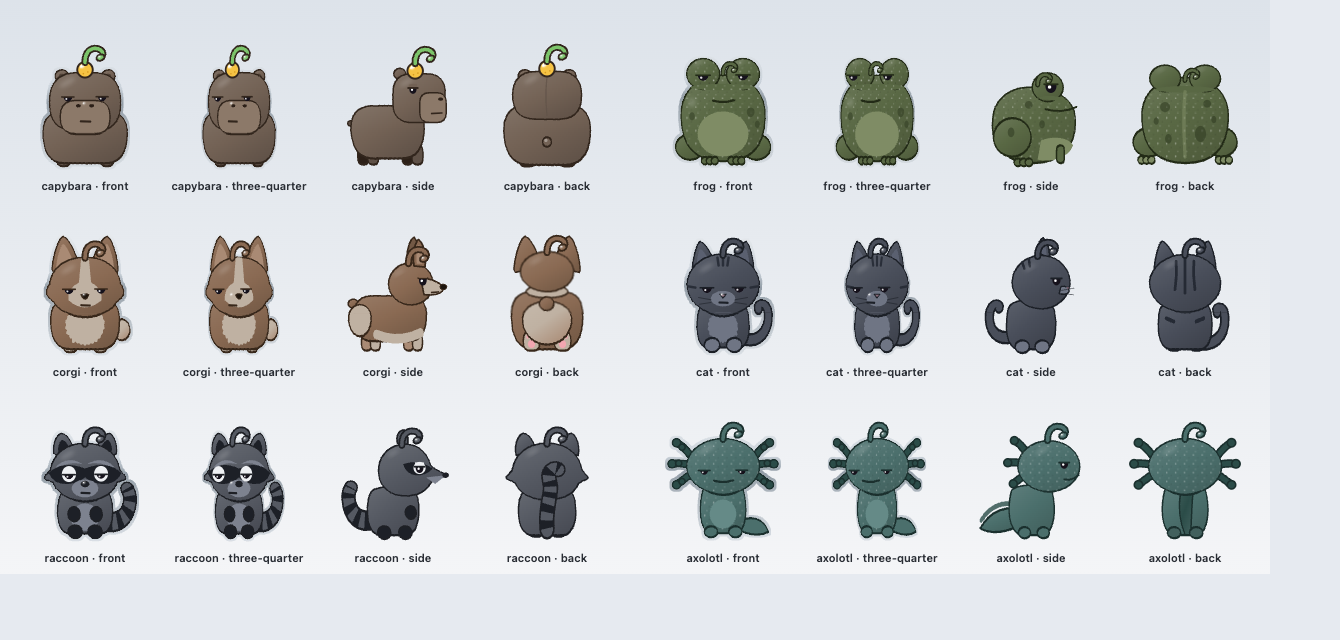 capybara · front
capybara · three-quarter
capybara · side
capybara · back
frog · front
frog · three-quarter
frog · side
frog · back
corgi · front
corgi · three-quarter
corgi · side
corgi · back
cat · front
cat · three-quarter
cat · side
cat · back
raccoon · front
raccoon · three-quarter
raccoon · side
raccoon · back
axolotl · front
axolotl · three-quarter
axolotl · side
axolotl · back